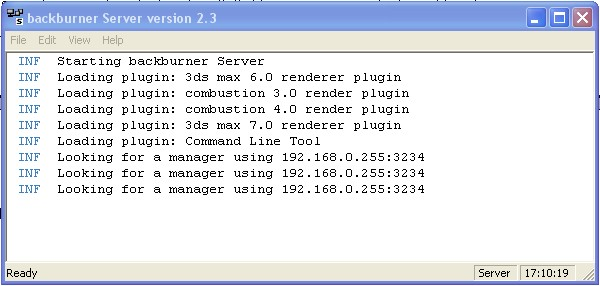 backburner Server version 2.3
File Edit View Help
INF Starting backburner Server
INF Loading plugin: 3ds max 6.0 renderer plugin
INF Loading plugin: combustion 3.0 render plugin
INF Loading plugin: combustion 4.0 render plugin
INF Loading plugin: 3ds max 7.0 renderer plugin
INF Loading plugin: Command Line Tool
INF Looking for a manager using 192.168.0.255:3234
INF Looking for a manager using 192.168.0.255:3234
INF Looking for a manager using 192.168.0.255:3234
Ready Server 17:10:19